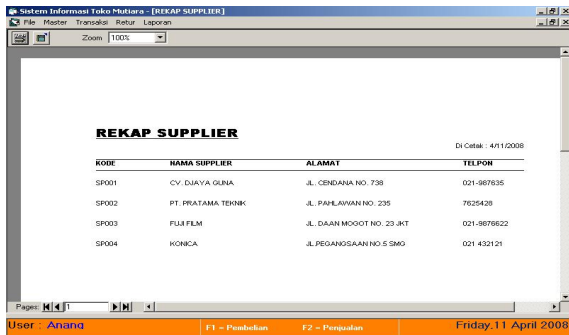 Sistem Informasi Toko Mutiara - [REKAP SUPPLIER]
File Master Transaksi Retur Laporan
Zoom 100%
REKAP SUPPLIER
Di Cetak : 4/11/2008
KODE NAMA SUPPLIER ALAMAT TELPON
SP001 CV. DJAYA GUNA JL. CENDANA NO. 738 021-987635
SP002 PT. PRATAMA TEKNIK JL. PAHLAWAN NO. 235 7625428
SP003 FUJI FILM JL. DAAN MOGOT NO. 23 JKT 021-9876622
SP004 KONICA JL.PEGANGSAAN NO.5 SMG 021 432121
Pages: 1
User : Anang F1 = Pembelian F2 = Penjualan Friday,11 April 2008